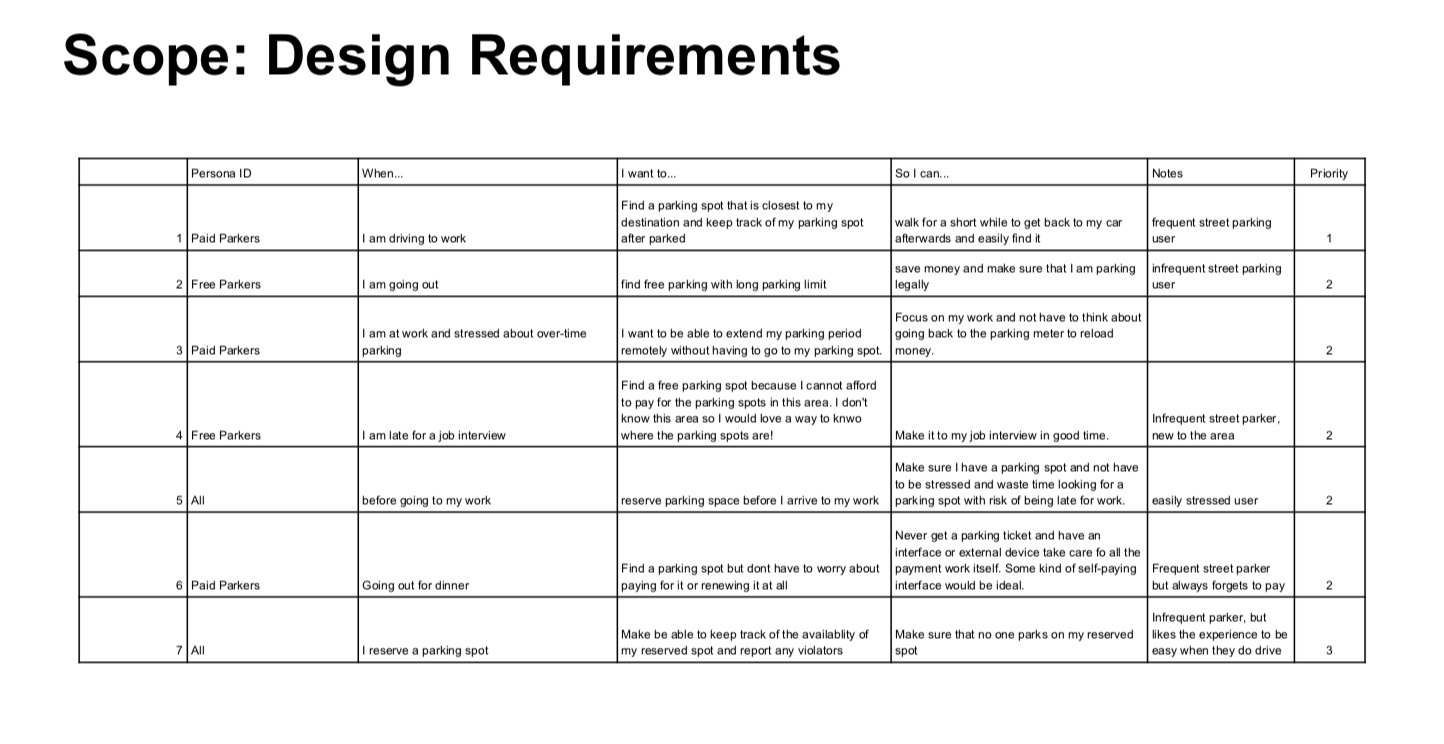 Scope: Design Requirements
Persona ID When... I want to... So I can... Notes Priority
Find a parking spot that is closest to my
destination and keep track of my parking spot walk for a short while to get back to my car frequent street parking
1 Paid Parkers I am driving to work after parked afterwards and easily find it user 1
save money and make sure that I am parking infrequent street parking
2 Free Parkers I am going out find free parking with long parking limit legally user 2
Focus on my work and not have to think about
I am at work and stressed about over-time I want to be able to extend my parking period going back to the parking meter to reload
3 Paid Parkers parking remotely without having to go to my parking spot. money. 2
Find a free parking spot because I cannot afford
to pay for the parking spots in this area. I don't
know this area so I would love a way to knwo Infrequent street parker,
4 Free Parkers I am late for a job interview where the parking spots are! Make it to my job interview in good time. new to the area 2
Make sure I have a parking spot and not have
to be stressed and waste time looking for a
5 All before going to my work reserve parking space before I arrive to my work parking spot with risk of being late for work. easily stressed user 2
Never get a parking ticket and have an
interface or external device take care fo all the
Find a parking spot but dont have to worry about payment work itself. Some kind of self-paying Frequent street parker
6 Paid Parkers Going out for dinner paying for it or renewing it at all interface would be ideal. but always forgets to pay 2
Infrequent parker, but
Make be able to keep track of the availablity of Make sure that no one parks on my reserved likes the experience to be
7 All I reserve a parking spot my reserved spot and report any violators spot easy when they do drive 3